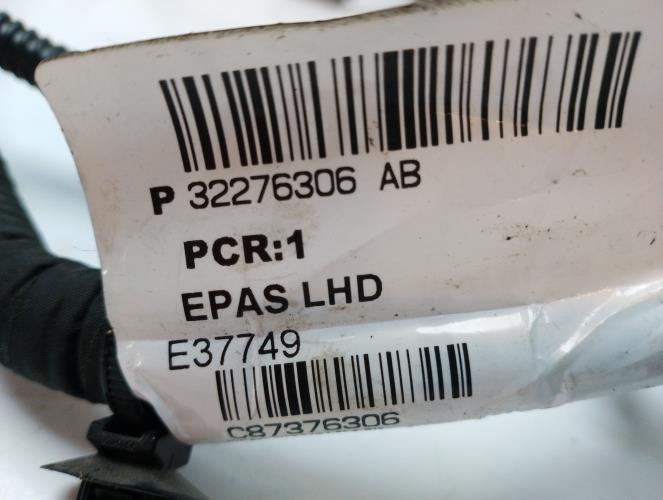 P 32276306 AB
PCR:1
EPAS LHD
E37749
C87376306